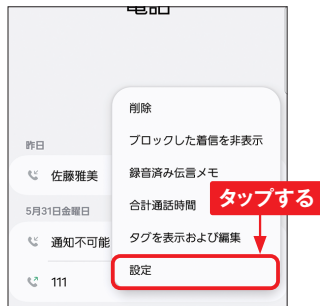 電話
削除
昨日
ブロックした着信を非表示
佐藤雅美
録音済み伝言メモ
タップする
5月31日金曜日
合計通話時間
通知不可能
タグを表示および編集
111
設定